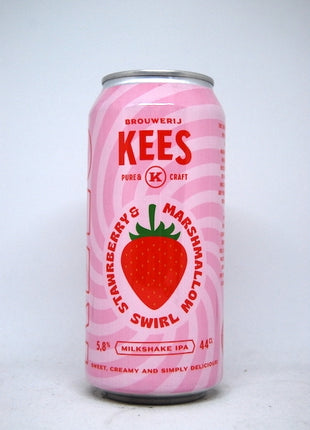 BROUWERIJ
KEES
PURE& K CRAFT
STAWRBERRY & MARSHMALLOW
SWIRL
5,8% MILKSHAKE IPA 44CL
SWEET, CREAMY AND SIMPLY DELICIOUS